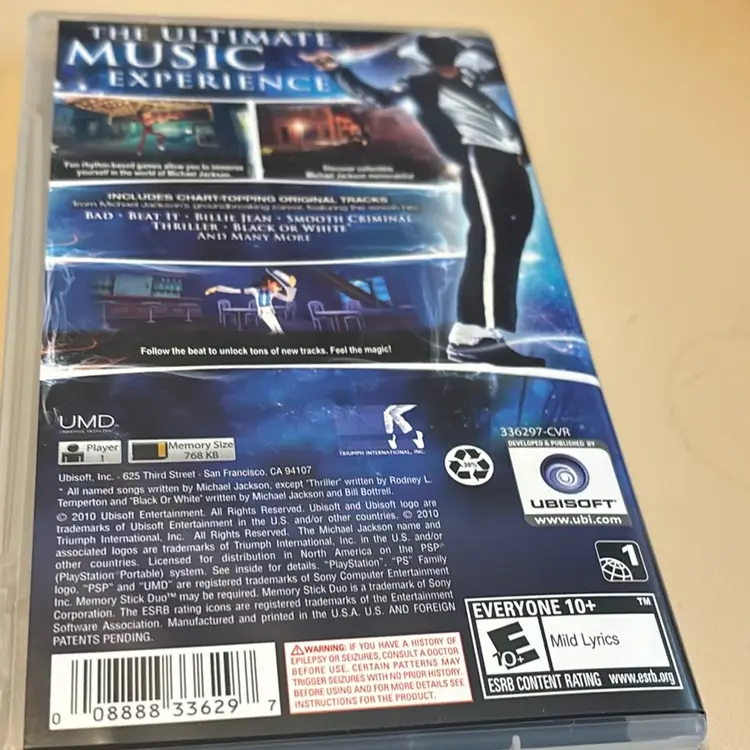 THE ULTIMATE
MUSIC
EXPERIENCE
Fun rhythm-based games allow you to immerse
yourself in the world of Michael Jackson.
Discover collectible
Michael Jackson memorabilia!
INCLUDES CHART-TOPPING ORIGINAL TRACKS
from Michael Jackson's groundbreaking career, featuring the smash hits:
BAD · BEAT IT · BILLIE JEAN · SMOOTH CRIMINAL
THRILLER · BLACK OR WHITE*
AND MANY MORE
Follow the beat to unlock tons of new tracks. Feel the magic!
UMD
Player
1
Memory Size
768 KB
TRIUMPH INTERNATIONAL, INC.
30%
336297-CVR
DEVELOPED & PUBLISHED BY
UBISOFT
www.ubi.com
Ubisoft, Inc. · 625 Third Street · San Francisco, CA 94107
* All named songs written by Michael Jackson, except "Thriller" written by Rodney L.
Temperton and "Black Or White" written by Michael Jackson and Bill Bottrell.
© 2010 Ubisoft Entertainment. All Rights Reserved. Ubisoft and Ubisoft logo are
trademarks of Ubisoft Entertainment in the U.S. and/or other countries. © 2010
Triumph International, Inc. All Rights Reserved. The Michael Jackson name and
associated logos are trademarks of Triumph International, Inc. in the U.S. and/or
other countries. Licensed for distribution in North America on the PSP®
(PlayStation®Portable) system. See inside for details. "PlayStation", "PS" Family
logo, "PSP" and "UMD" are registered trademarks of Sony Computer Entertainment
Inc. Memory Stick Duo™ may be required. Memory Stick Duo is a trademark of Sony
Corporation. The ESRB rating icons are registered trademarks of the Entertainment
Software Association. Manufactured and printed in the U.S.A. U.S. AND FOREIGN
PATENTS PENDING.
1
EVERYONE 10+ TM
E
10+
Mild Lyrics
ESRB CONTENT RATING www.esrb.org
0 08888 33629 7
WARNING: IF YOU HAVE A HISTORY OF
EPILEPSY OR SEIZURES, CONSULT A DOCTOR
BEFORE USE. CERTAIN PATTERNS MAY
TRIGGER SEIZURES WITH NO PRIOR HISTORY.
BEFORE USING AND FOR MORE DETAILS SEE
INSTRUCTIONS FOR THE PRODUCT.